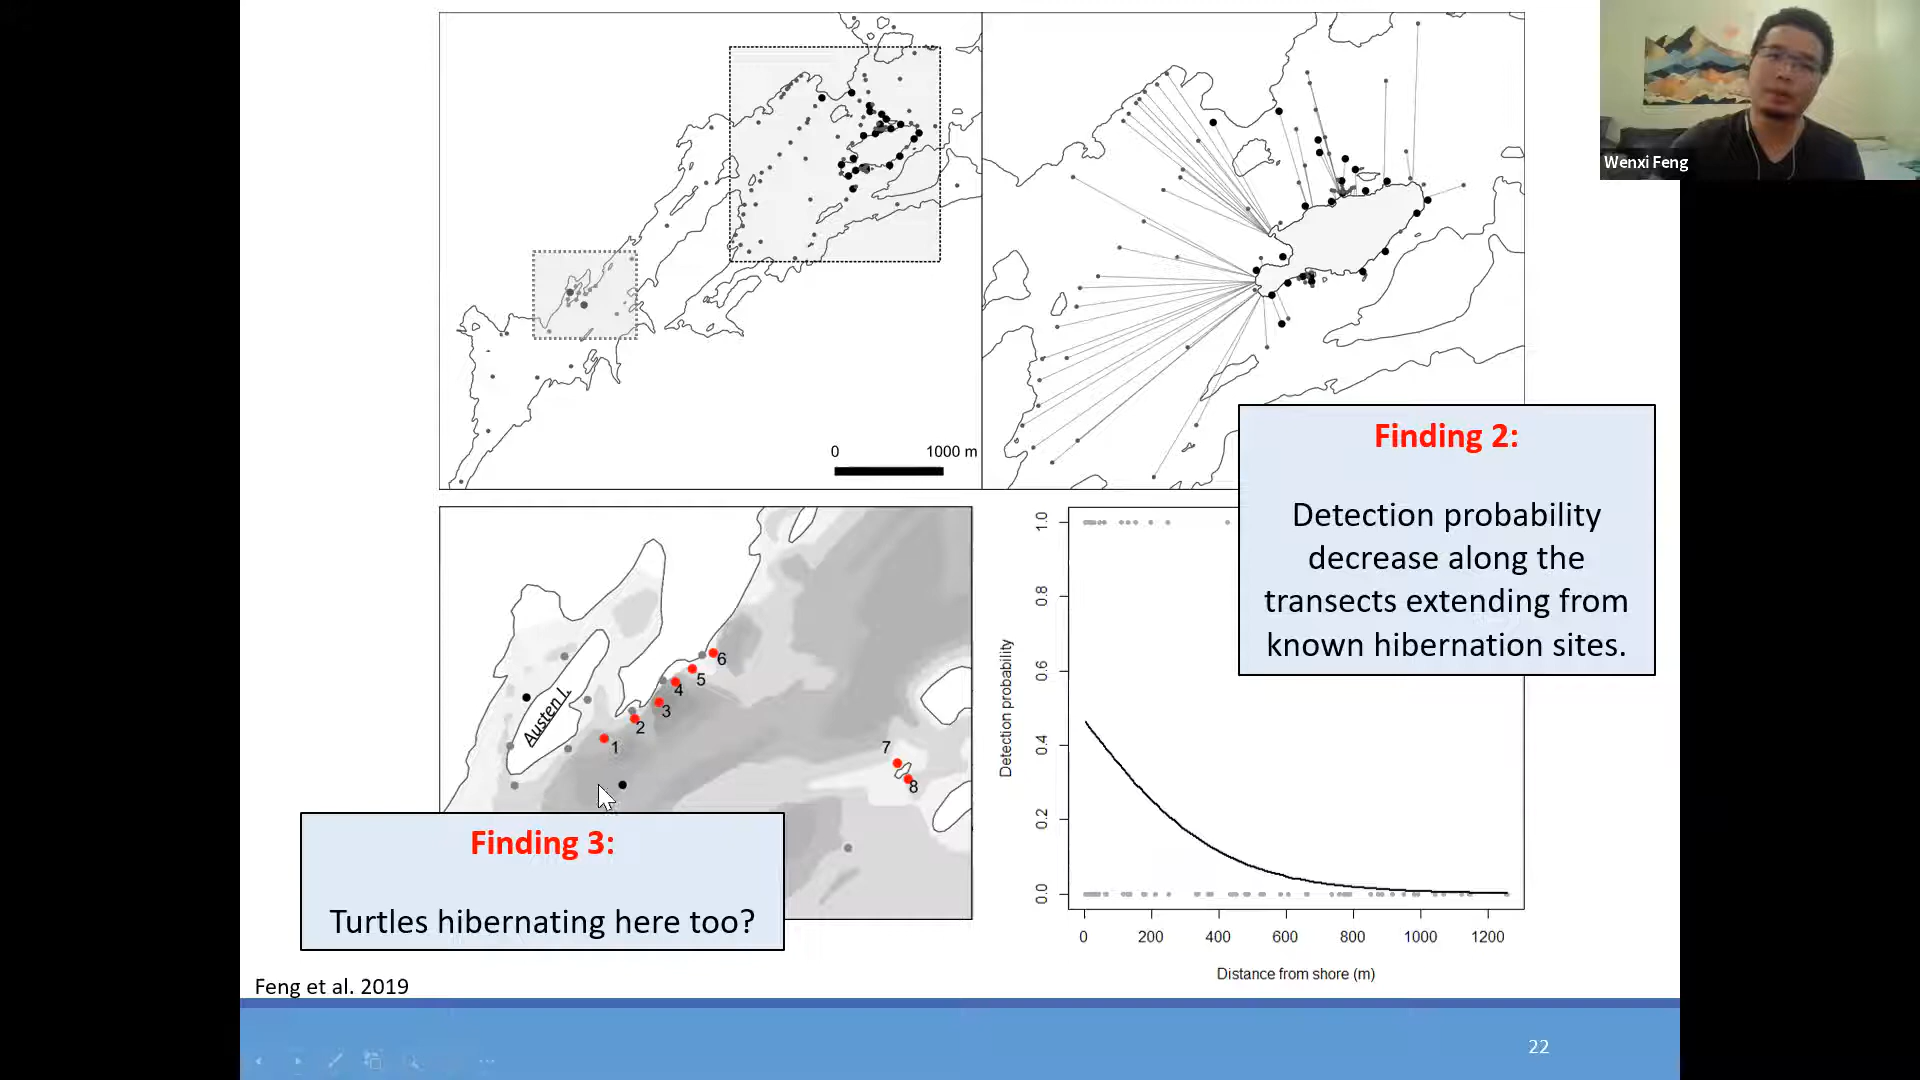 Wenxi Feng
0 1000 m
Finding 2:
Detection probability
decrease along the
transects extending from
known hibernation sites.
Austen I.
1
2
3
4
5
6
7
8
Finding 3:
Turtles hibernating here too?
Detection probability
1.0
0.8
0.6
0.4
0.2
0.0
0 200 400 600 800 1000 1200
Distance from shore (m)
Feng et al. 2019
22